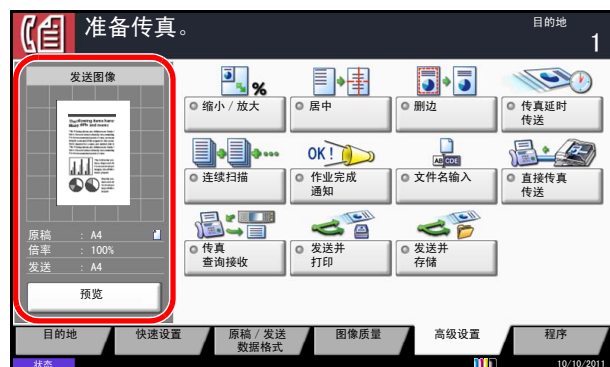 准备传真。
目的地
1
发送图像
原稿 : A4
倍率 : 100%
发送 : A4
预览
%
缩小 / 放大
居中
删边
传真延时
传送
OK!
ABCDE
连续扫描
作业完成
通知
文件名输入
直接传真
传送
传真
查询接收
发送并
打印
发送并
存储
目的地
快速设置
原稿 / 发送
数据格式
图像质量
高级设置
程序
状态
10/10/2011